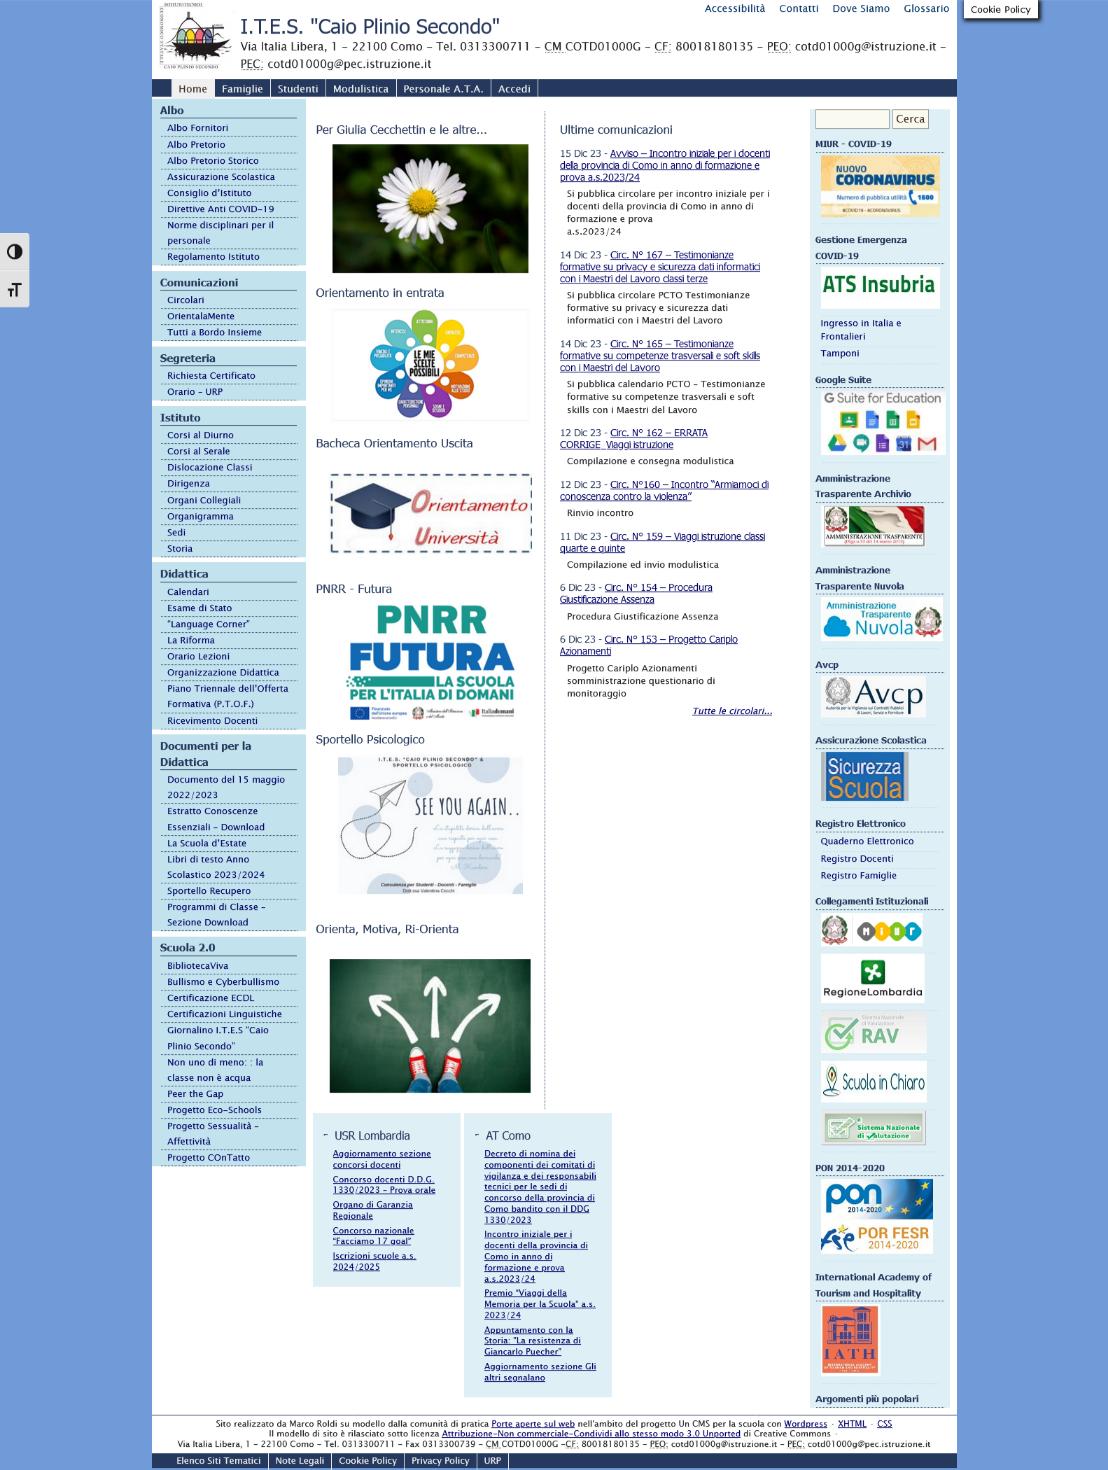 Accessibilità Contatti Dove Siamo Glossario
Cookie Policy
I.T.E.S. "Caio Plinio Secondo"
Via Italia Libera, 1 - 22100 Como - Tel. 0313300711 - CM COTD01000G - CF: 80018180135 - PEO: cotd01000g@istruzione.it -
PEC: cotd01000g@pec.istruzione.it
Home Famiglie Studenti Modulistica Personale A.T.A. Accedi
Albo
Albo Fornitori
Albo Pretorio
Albo Pretorio Storico
Assicurazione Scolastica
Consiglio d'Istituto
Direttive Anti COVID-19
Norme disciplinari per il
personale
Regolamento Istituto
Comunicazioni
Circolari
OrientalaMente
Tutti a Bordo Insieme
Segreteria
Richiesta Certificato
Orario - URP
Istituto
Corsi al Diurno
Corsi al Serale
Dislocazione Classi
Dirigenza
Organi Collegiali
Organigramma
Sedi
Storia
Didattica
Calendari
Esame di Stato
"Language Corner"
La Riforma
Orario Lezioni
Organizzazione Didattica
Piano Triennale dell'Offerta
Formativa (P.T.O.F.)
Ricevimento Docenti
Documenti per la
Didattica
Documento del 15 maggio
2022/2023
Estratto Conoscenze
Essenziali - Download
La Scuola d'Estate
Libri di testo Anno
Scolastico 2023/2024
Sportello Recupero
Programmi di Classe -
Sezione Download
Scuola 2.0
BibliotecaViva
Bullismo e Cyberbullismo
Certificazione ECDL
Certificazioni Linguistiche
Giornalino I.T.E.S "Caio
Plinio Secondo"
Non uno di meno: : la
classe non è acqua
Peer the Gap
Progetto Eco-Schools
Progetto Sessualità -
Affettività
Progetto COnTatto
Per Giulia Cecchettin e le altre...
Orientamento in entrata
LE MIE
SCELTE
POSSIBILI
Bacheca Orientamento Uscita
Orientamento
Università
PNRR - Futura
PNRR
FUTURA
LA SCUOLA
PER L'ITALIA DI DOMANI
Italiadomani
Sportello Psicologico
I.T.E.S. "CAIO PLINIO SECONDO" &
SPORTELLO PSICOLOGICO
SEE YOU AGAIN..
Orienta, Motiva, Ri-Orienta
Ultime comunicazioni
15 Dic 23 - Avviso – Incontro iniziale per i docenti
della provincia di Como in anno di formazione e
prova a.s.2023/24
Si pubblica circolare per incontro iniziale per i
docenti della provincia di Como in anno di
formazione e prova
a.s.2023/24
14 Dic 23 - Circ. N° 167 – Testimonianze
formative su privacy e sicurezza dati informatici
con i Maestri del Lavoro classi terze
Si pubblica circolare PCTO Testimonianze
formative su privacy e sicurezza dati
informatici con i Maestri del Lavoro
14 Dic 23 - Circ. N° 165 – Testimonianze
formative su competenze trasversali e soft skills
con i Maestri del Lavoro
Si pubblica calendario PCTO - Testimonianze
formative su competenze trasversali e soft
skills con i Maestri del Lavoro
12 Dic 23 - Circ. N° 162 – ERRATA
CORRIGE_Viaggi istruzione
Compilazione e consegna modulistica
12 Dic 23 - Circ. N°160 – Incontro "Armiamoci di
conoscenza contro la violenza"
Rinvio incontro
11 Dic 23 - Circ. N° 159 – Viaggi istruzione classi
quarte e quinte
Compilazione ed invio modulistica
6 Dic 23 - Circ. N° 154 – Procedura
Giustificazione Assenza
Procedura Giustificazione Assenza
6 Dic 23 - Circ. N° 153 – Progetto Cariplo
Azionamenti
Progetto Cariplo Azionamenti
somministrazione questionario di
monitoraggio
Tutte le circolari...
USR Lombardia
Aggiornamento sezione
concorsi docenti
Concorso docenti D.D.G.
1330/2023 – Prova orale
Organo di Garanzia
Regionale
Concorso nazionale
"Facciamo 17 goal"
Iscrizioni scuole a.s.
2024/2025
AT Como
Decreto di nomina dei
componenti dei comitati di
vigilanza e dei responsabili
tecnici per le sedi di
concorso della provincia di
Como bandito con il DDG
1330/2023
Incontro iniziale per i
docenti della provincia di
Como in anno di
formazione e prova
a.s.2023/24
Premio "Viaggi della
Memoria per la Scuola" a.s.
2023/24
Appuntamento con la
Storia: "La resistenza di
Giancarlo Puecher"
Aggiornamento sezione Gli
altri segnalano
Cerca
MIUR - COVID-19
NUOVO
CORONAVIRUS
Numero di pubblica utilità 1500
Gestione Emergenza
COVID-19
ATS Insubria
Ingresso in Italia e
Frontalieri
Tamponi
Google Suite
G Suite for Education
Amministrazione
Trasparente Archivio
AMMINISTRAZIONE TRASPARENTE
Amministrazione
Trasparente Nuvola
Amministrazione
Trasparente
Nuvola
Avcp
Avcp
Assicurazione Scolastica
Sicurezza
Scuola
Registro Elettronico
Quaderno Elettronico
Registro Docenti
Registro Famiglie
Collegamenti Istituzionali
MIUR
RegioneLombardia
RAV
Scuola in Chiaro
Sistema Nazionale
di Valutazione
PON 2014-2020
pon
2014-2020
fse POR FESR
2014-2020
International Academy of
Tourism and Hospitality
IATH
Argomenti più popolari
Sito realizzato da Marco Roldi su modello dalla comunità di pratica Porte aperte sul web nell'ambito del progetto Un CMS per la scuola con Wordpress · XHTML · CSS
Il modello di sito è rilasciato sotto licenza Attribuzione-Non commerciale-Condividi allo stesso modo 3.0 Unported di Creative Commons ·
Via Italia Libera, 1 - 22100 Como - Tel. 0313300711 - Fax 0313300739 - CM COTD01000G -CF: 80018180135 - PEO: cotd01000g@istruzione.it - PEC: cotd01000g@pec.istruzione.it
Elenco Siti Tematici Note Legali Cookie Policy Privacy Policy URP